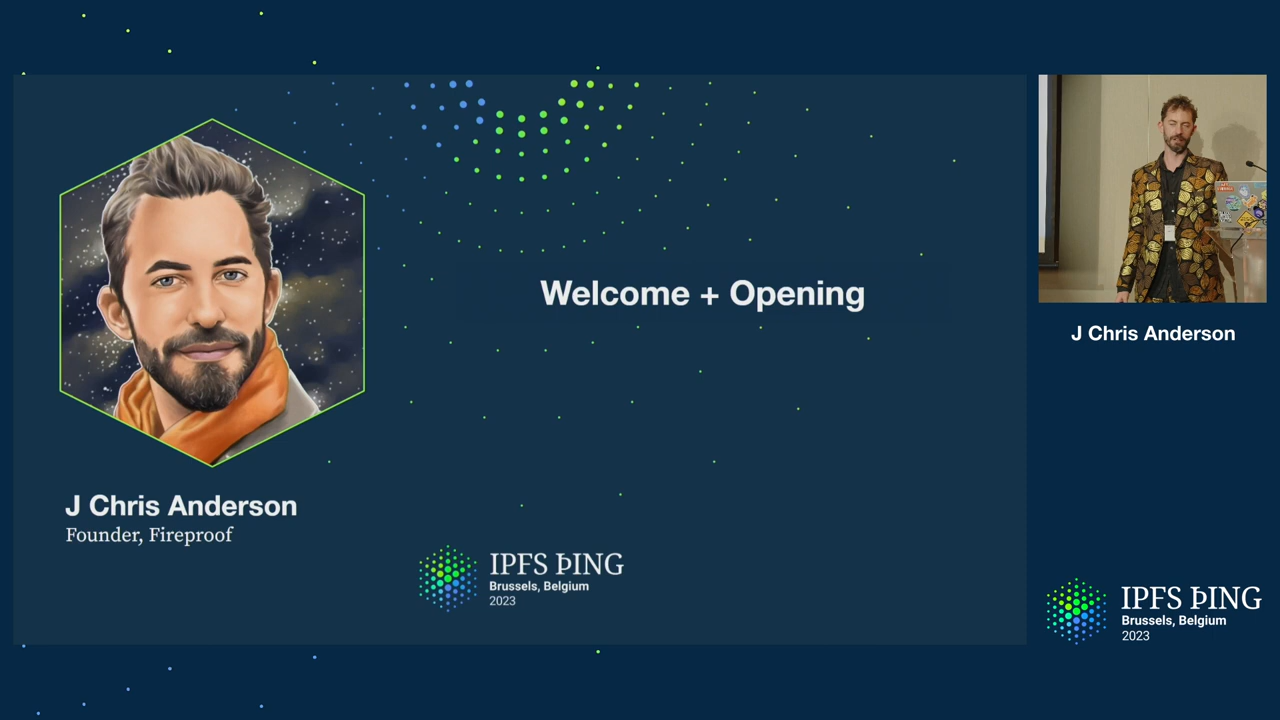 Welcome + Opening
J Chris Anderson
Founder, Fireproof
IPFS ÞING
Brussels, Belgium
2023
J Chris Anderson
IPFS ÞING
Brussels, Belgium
2023